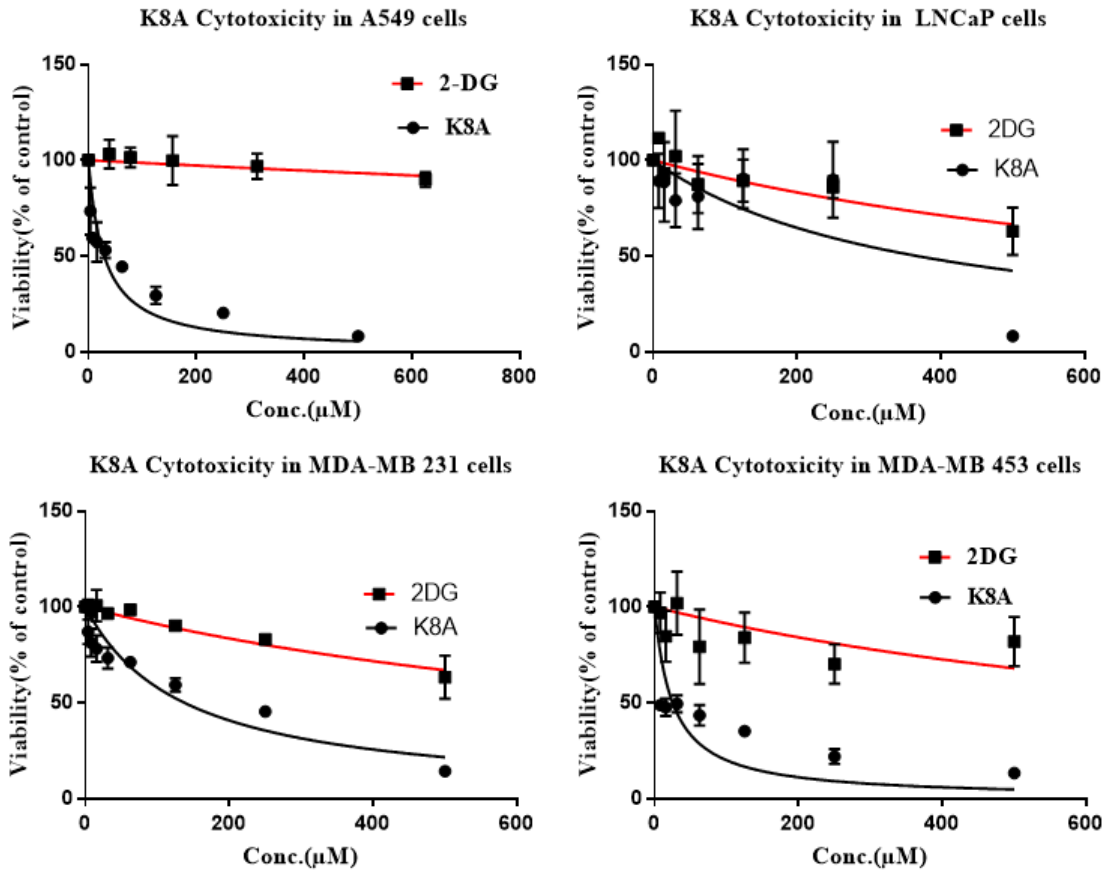 K8A Cytotoxicity in A549 cells
Viability(% of control)
150
100
50
0
2-DG
K8A
0 200 400 600 800
Conc.(µM)
K8A Cytotoxicity in LNCaP cells
Viability(% of control)
150
100
50
0
2DG
K8A
0 200 400 600
Conc.(µM)
K8A Cytotoxicity in MDA-MB 231 cells
Viability(% of control)
150
100
50
0
2DG
K8A
0 200 400 600
Conc.(µM)
K8A Cytotoxicity in MDA-MB 453 cells
Viability(% of control)
150
100
50
0
2DG
K8A
0 200 400 600
Conc.(µM)